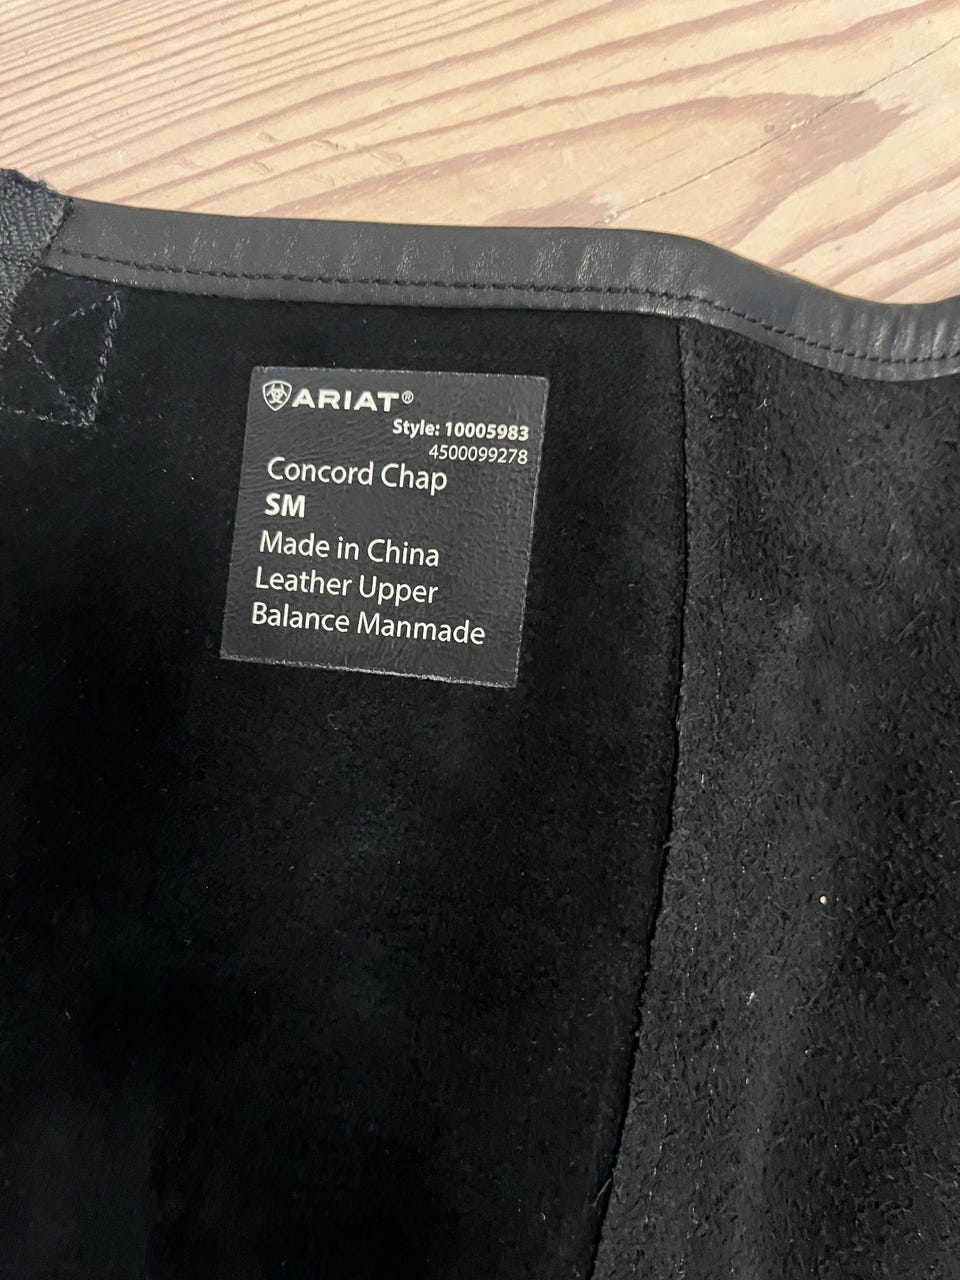 ARIAT®
Style: 10005983
4500099278
Concord Chap
SM
Made in China
Leather Upper
Balance Manmade